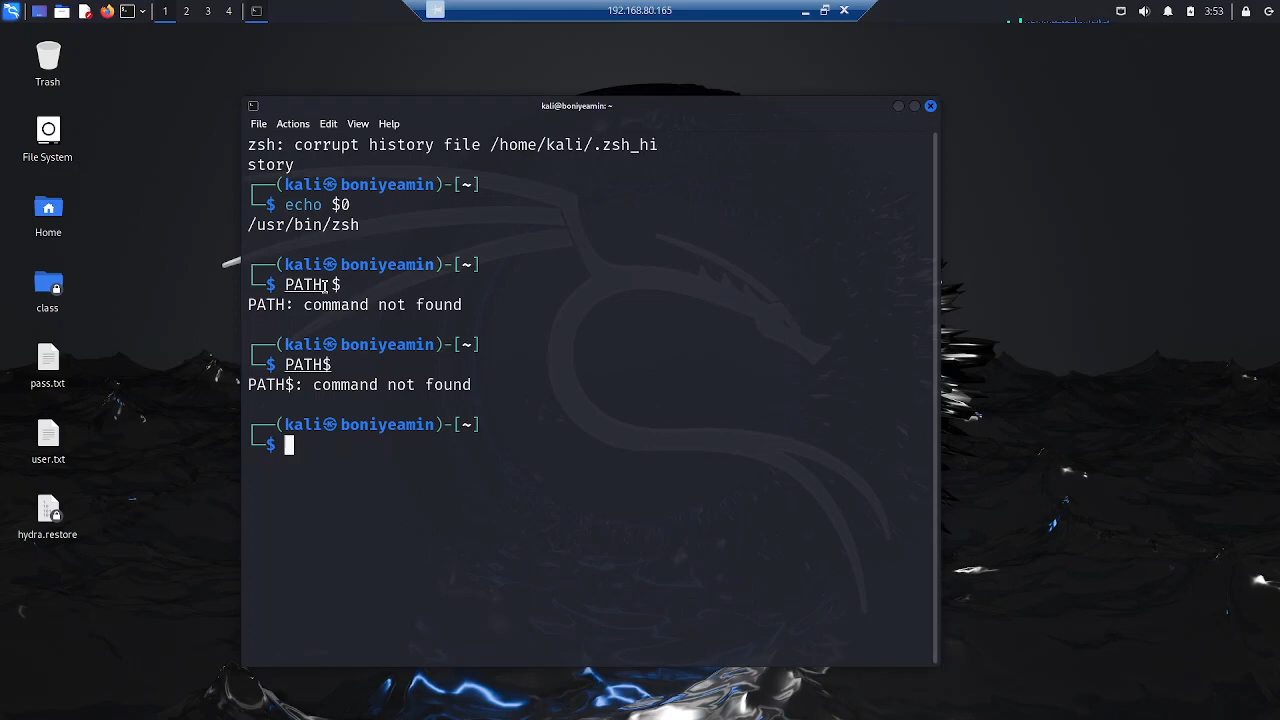 1 2 3 4
192.168.80.165
3:53
Trash
File System
Home
class
pass.txt
user.txt
hydra.restore
kali@boniyeamin: ~
File Actions Edit View Help
zsh: corrupt history file /home/kali/.zsh_hi
story
┌──(kali㉿boniyeamin)-[~]
└─$ echo $0
/usr/bin/zsh
┌──(kali㉿boniyeamin)-[~]
└─$ PATH $
PATH: command not found
┌──(kali㉿boniyeamin)-[~]
└─$ PATH$
PATH$: command not found
┌──(kali㉿boniyeamin)-[~]
└─$